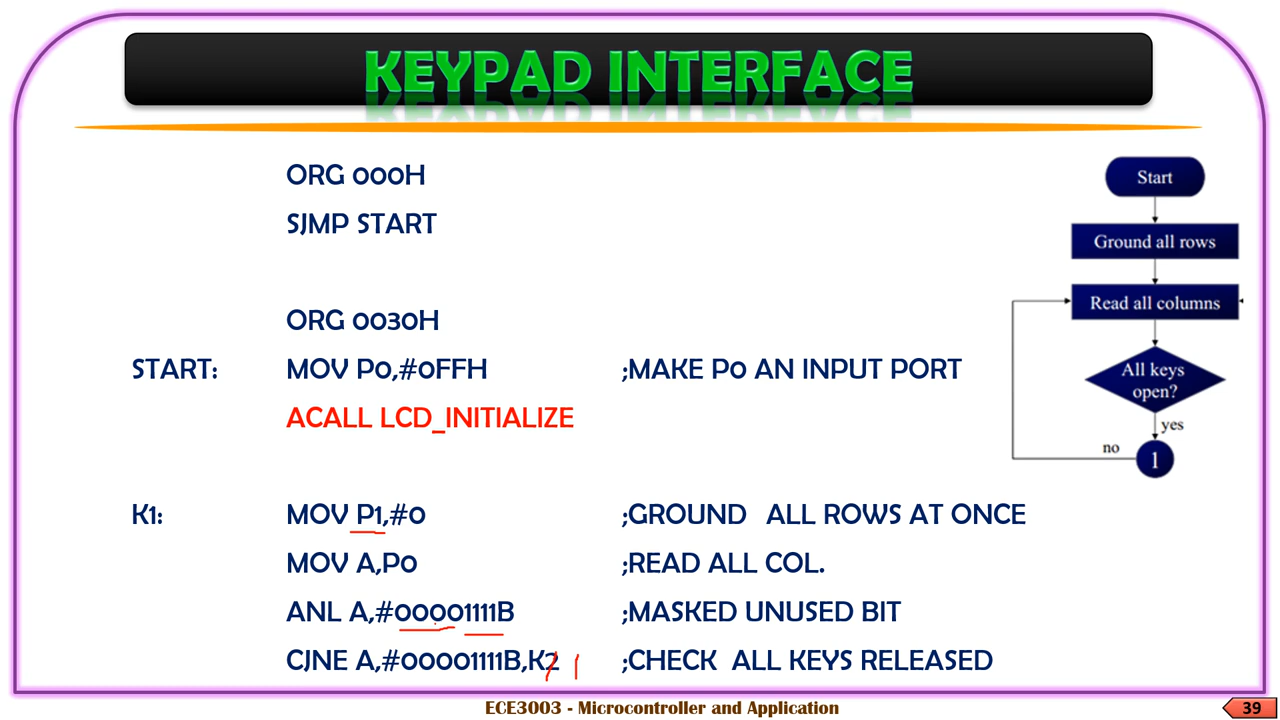 KEYPAD INTERFACE
ORG 000H
SJMP START
ORG 0030H
START: MOV P0,#0FFH ;MAKE P0 AN INPUT PORT
ACALL LCD_INITIALIZE
K1: MOV P1,#0 ;GROUND ALL ROWS AT ONCE
MOV A,P0 ;READ ALL COL.
ANL A,#00001111B ;MASKED UNUSED BIT
CJNE A,#00001111B,K2 1 ;CHECK ALL KEYS RELEASED
Start
Ground all rows
Read all columns
All keys
open?
yes
no
1
ECE3003 - Microcontroller and Application
39